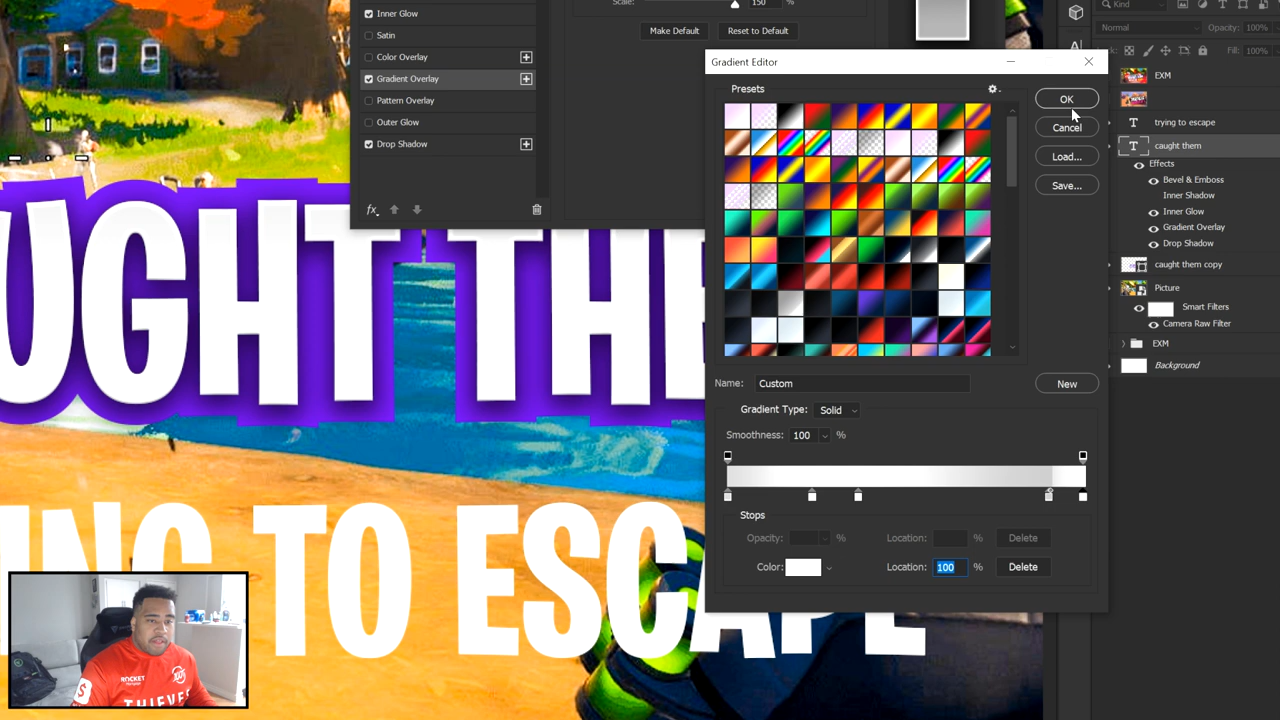 Scale: 150 %
Make Default Reset to Default
Inner Glow
Satin
Color Overlay
Gradient Overlay
Pattern Overlay
Outer Glow
Drop Shadow
fx
Gradient Editor
Presets
OK
Cancel
Load...
Save...
Name: Custom
New
Gradient Type: Solid
Smoothness: 100 %
Stops
Opacity: % Location: % Delete
Color: Location: 100 % Delete
Kind
Normal Opacity: 100%
Fill: 100%
EXM
T trying to escape
T caught them
Effects
Bevel & Emboss
Inner Shadow
Inner Glow
Gradient Overlay
Drop Shadow
caught them copy
Picture
Smart Filters
Camera Raw Filter
EXM
Background
UGHT THE
NG TO ESCAPE
ROCKET
THIEVES